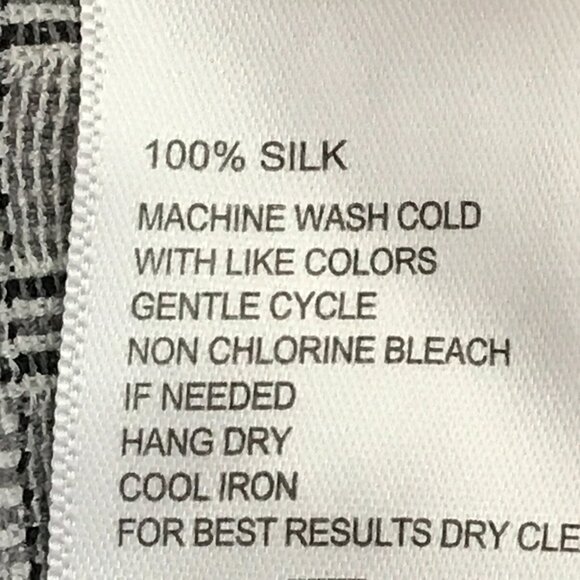 100% SILK
MACHINE WASH COLD
WITH LIKE COLORS
GENTLE CYCLE
NON CHLORINE BLEACH
IF NEEDED
HANG DRY
COOL IRON
FOR BEST RESULTS DRY CLE